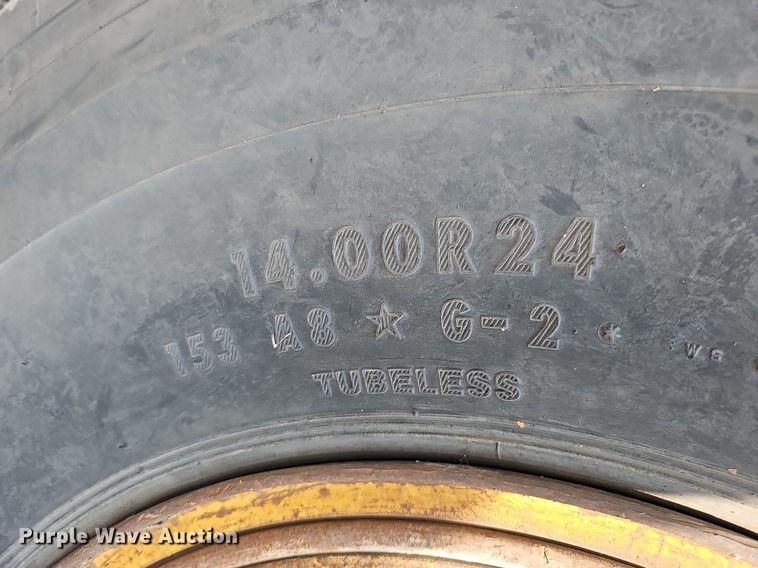 14.00R24
153 A8 ★ G-2 *
TUBELESS
Purple Wave Auction